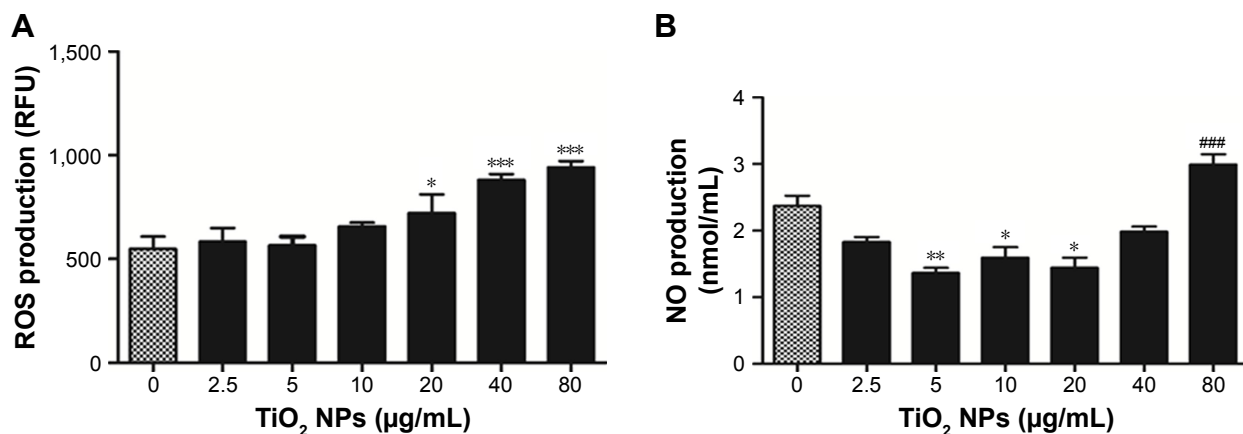 A
ROS production (RFU)
1,500
1,000
500
0
*
***
***
0 2.5 5 10 20 40 80
TiO2 NPs (µg/mL)
B
NO production
(nmol/mL)
4
3
2
1
0
**
*
*
###
0 2.5 5 10 20 40 80
TiO2 NPs (µg/mL)